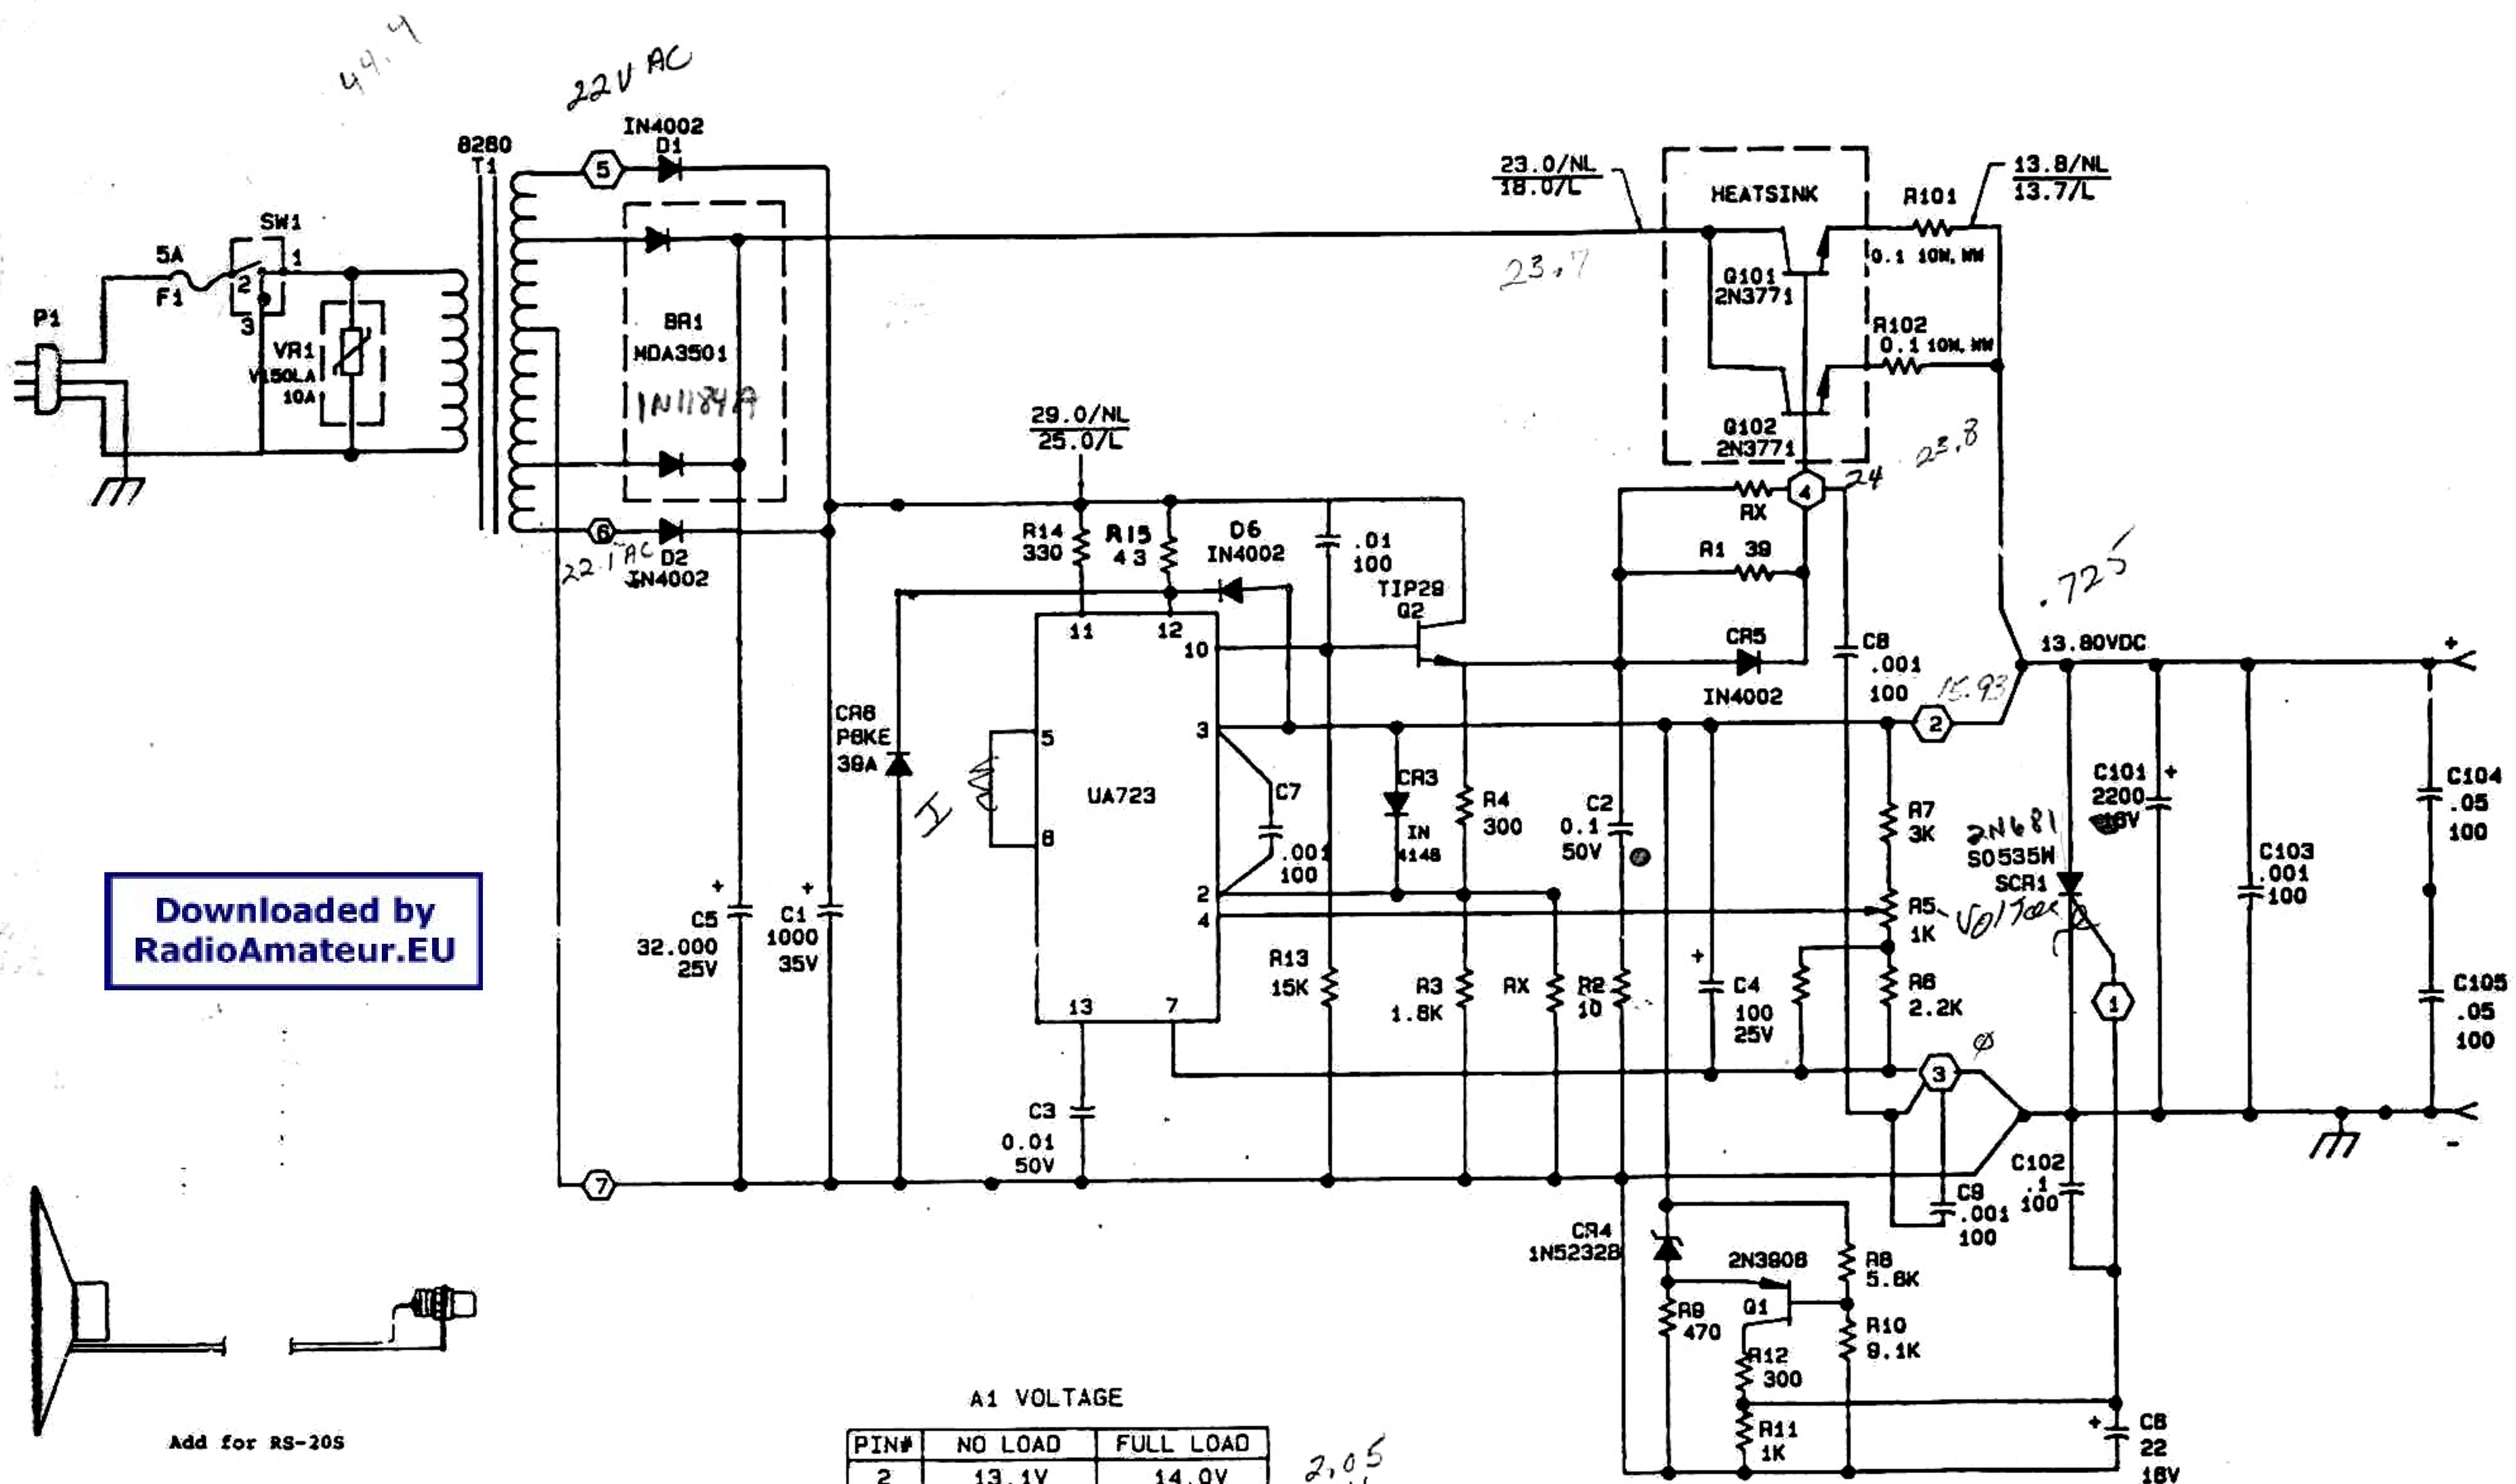 44.4
22V AC
8280
T1
IN4002
D1
5
SW1
5A
F1
1
2
3
P1
VR1
V150LA
10A
BR1
MDA3501
1N1184A
6
22.1 AC
D2
IN4002
23.0/NL
18.0/L
HEATSINK
R101
13.8/NL
13.7/L
0.1 10W, WW
Q101
2N3771
23.7
R102
0.1 10W, WW
Q102
2N3771
23.8
24
4
RX
R1 39
29.0/NL
25.0/L
R14
330
R15
43
D6
IN4002
.01
100
TIP29
Q2
CR5
IN4002
C8
.001
100
.725
13.80VDC
+
15.93
2
11
12
10
3
5
6
2
4
13
7
UA723
CR6
P6KE
39A
C7
.001
100
CR3
IN
4148
R4
300
C2
0.1
50V
R7
3K
2N681
S0535W
SCR1
R5
1K
C101
2200
+
C103
.001
100
C104
.05
100
C5
32.000
25V
+
C1
1000
35V
+
R13
15K
R3
1.8K
RX
R2
10
C4
100
25V
+
R6
2.2K
1
C105
.05
100
C3
0.01
50V
7
3
-
C9
.001
100
C102
.1
100
CR4
1N5232B
2N3906
Q1
R8
5.6K
R9
470
R10
9.1K
R12
300
R11
1K
+
C6
22
16V
Downloaded by
RadioAmateur.EU
Add for RS-20S
A1 VOLTAGE
PIN# NO LOAD FULL LOAD
2 13.1V 14.0V
2.05